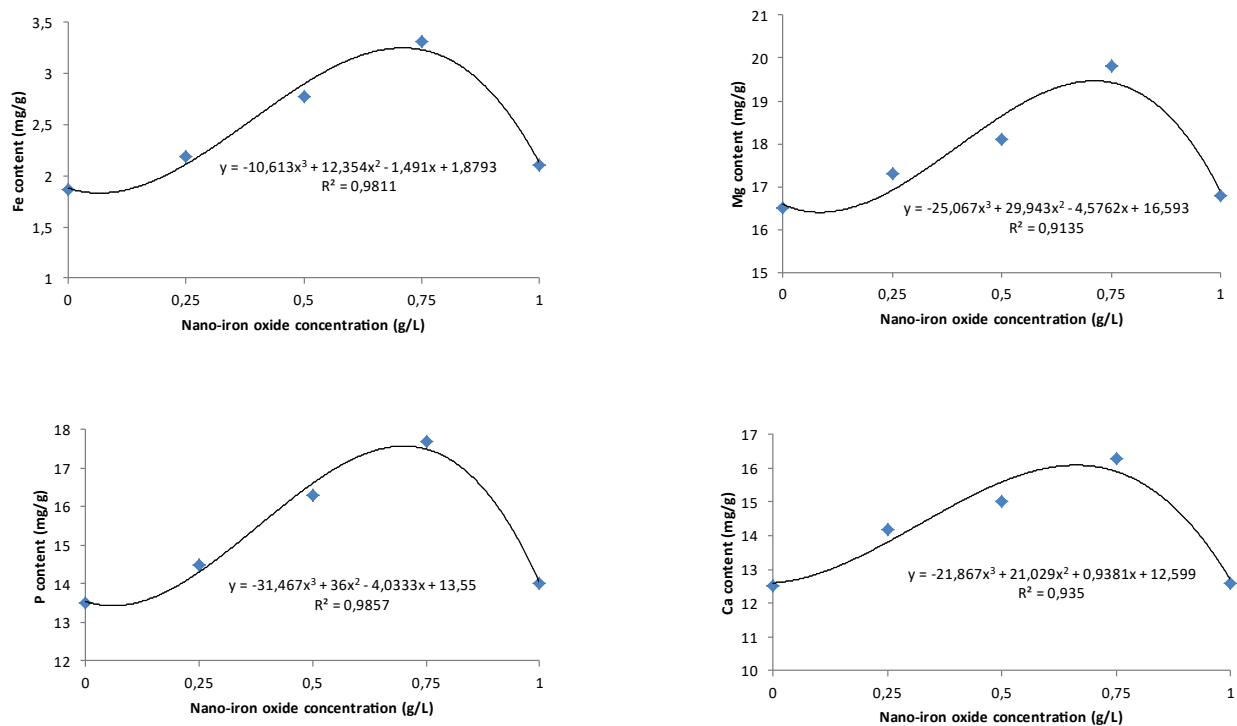 3,5
3
2,5
2
1,5
1
Fe content (mg/g)
y = -10,613x³ + 12,354x² - 1,491x + 1,8793
R² = 0,9811
0 0,25 0,5 0,75 1
Nano-iron oxide concentration (g/L)
21
20
19
18
17
16
15
Mg content (mg/g)
y = -25,067x³ + 29,943x² - 4,5762x + 16,593
R² = 0,9135
0 0,25 0,5 0,75 1
Nano-iron oxide concentration (g/L)
18
17
16
15
14
13
12
P content (mg/g)
y = -31,467x³ + 36x² - 4,0333x + 13,55
R² = 0,9857
0 0,25 0,5 0,75 1
Nano-iron oxide concentration (g/L)
17
16
15
14
13
12
11
10
Ca content (mg/g)
y = -21,867x³ + 21,029x² + 0,9381x + 12,599
R² = 0,935
0 0,25 0,5 0,75 1
Nano-iron oxide concentration (g/L)